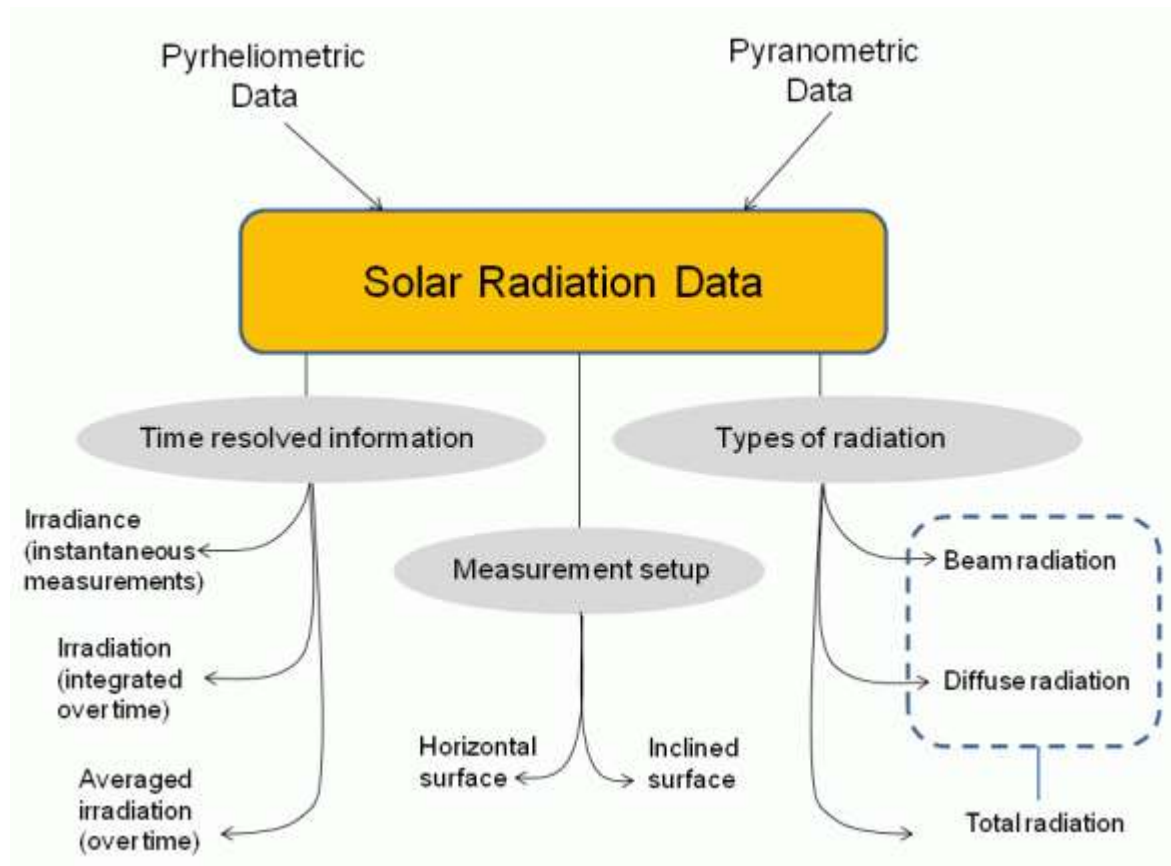 Pyrheliometric
Data
Pyranometric
Data
Solar Radiation Data
Time resolved information
Types of radiation
Irradiance
(instantaneous
measurements)
Measurement setup
Beam radiation
Irradiation
(integrated
over time)
Diffuse radiation
Horizontal
surface
Inclined
surface
Averaged
irradiation
(over time)
Total radiation